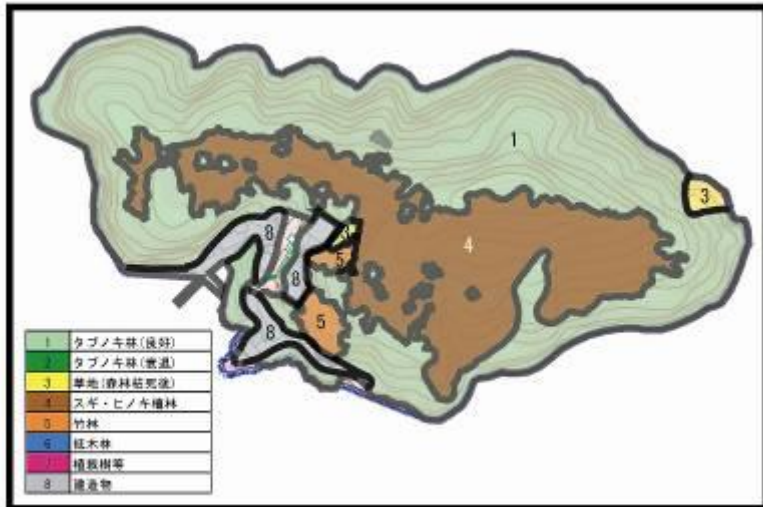 1
3
8
3
5
4
8
5
8
1 タブノキ林(良好)
2 タブノキ林(衰退)
3 草地(森林枯死後)
4 スギ・ヒノキ植林
5 竹林
6 低木林
7 植栽樹等
8 建造物